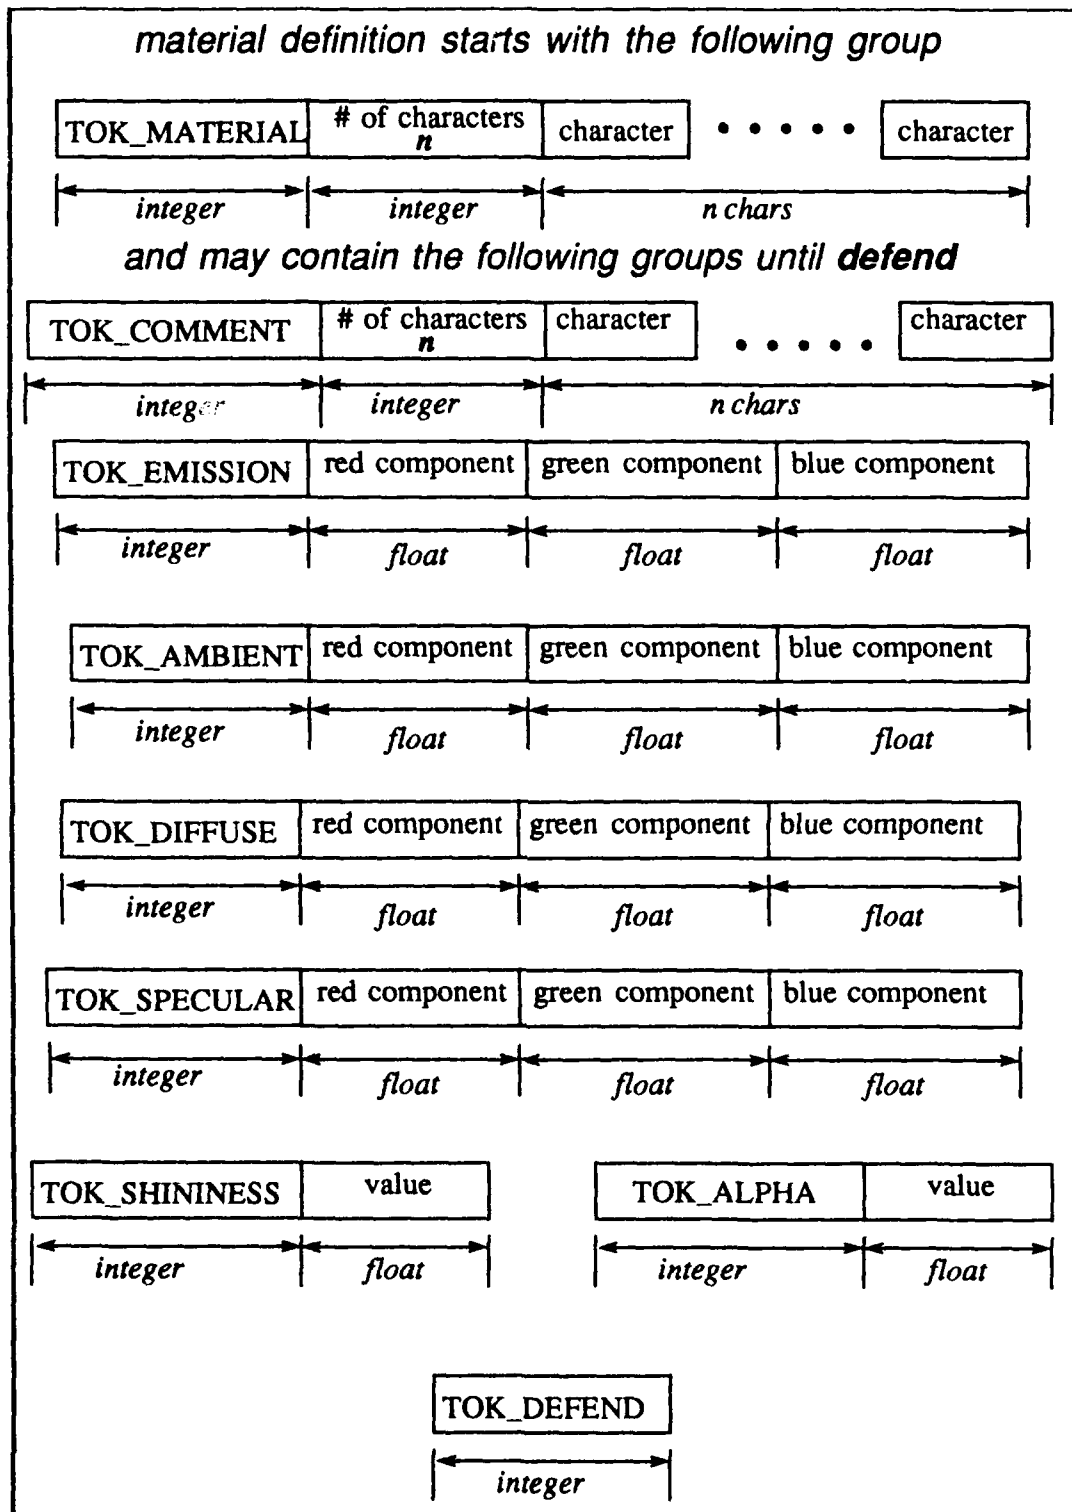 material definition starts with the following group
TOK_MATERIAL # of characters character • • • • • character
n
integer integer n chars
and may contain the following groups until defend
TOK_COMMENT # of characters character • • • • • character
n
integer integer n chars
TOK_EMISSION red component green component blue component
integer float float float
TOK_AMBIENT red component green component blue component
integer float float float
TOK_DIFFUSE red component green component blue component
integer float float float
TOK_SPECULAR red component green component blue component
integer float float float
TOK_SHININESS value TOK_ALPHA value
integer float integer float
TOK_DEFEND
integer